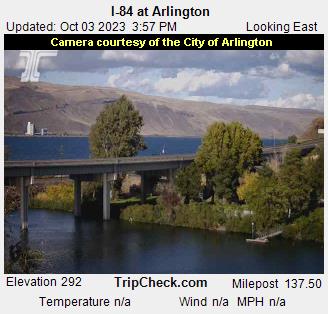 I-84 at Arlington
Updated: Oct 03 2023 3:57 PM Looking East
Camera courtesy of the City of Arlington
Elevation 292 TripCheck.com Milepost 137.50
Temperature n/a Wind n/a MPH n/a